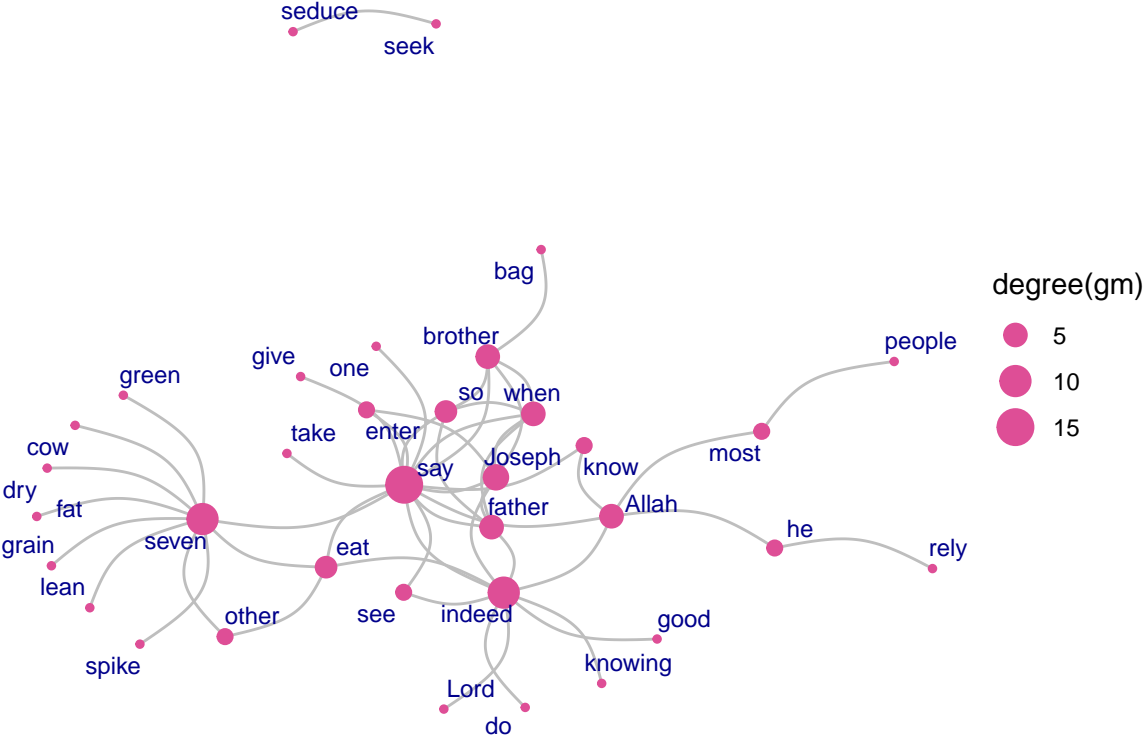 seduce
seek
bag
brother
people
give
one
green
so
when
take
enter
cow
most
say
Joseph
know
dry
fat
father
Allah
seven
grain
eat
he
rely
lean
other
see
indeed
good
spike
knowing
Lord
do
degree(gm)
5
10
15